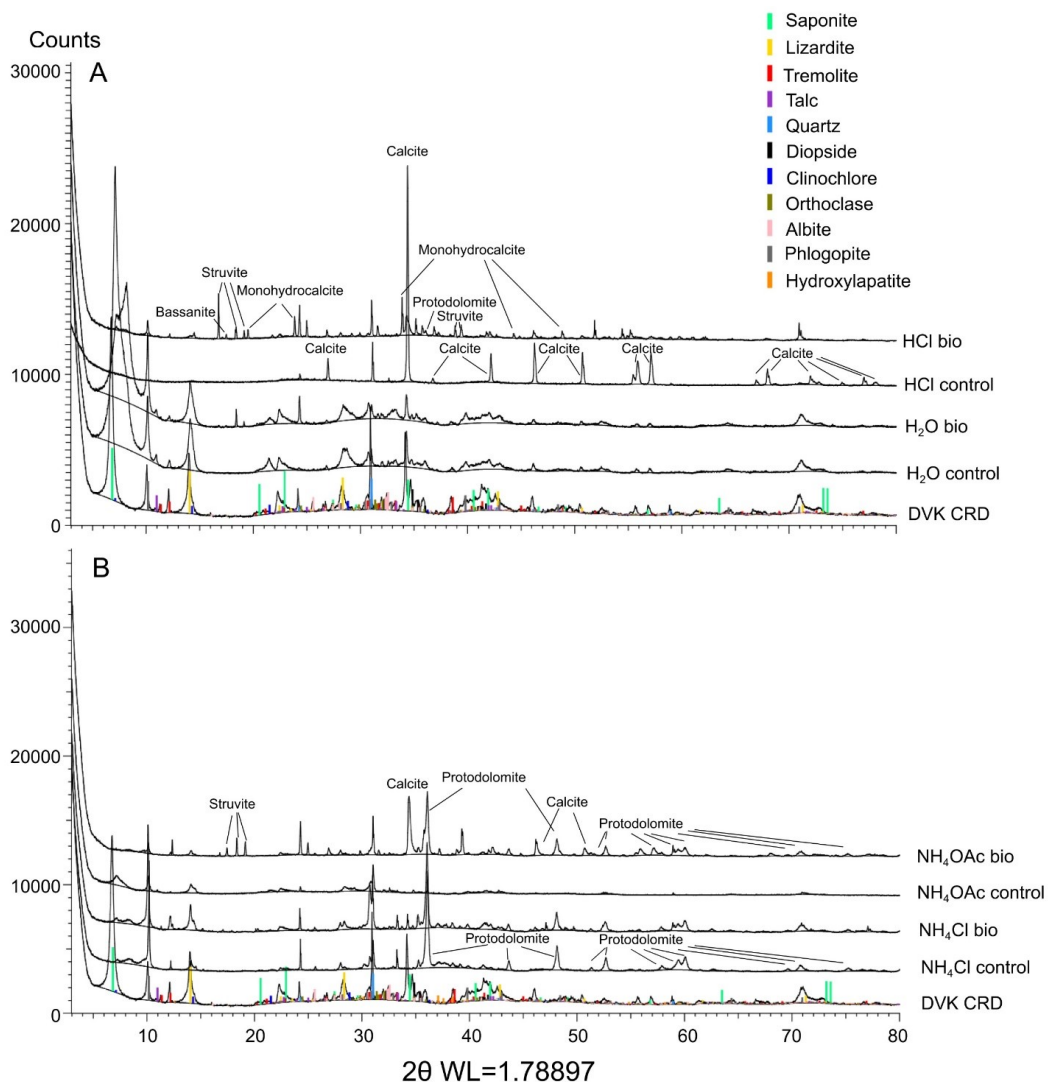 Counts
A
30000
20000
10000
0
Saponite
Lizardite
Tremolite
Talc
Quartz
Diopside
Clinochlore
Orthoclase
Albite
Phlogopite
Hydroxylapatite
Calcite
Monohydrocalcite
Struvite
Monohydrocalcite
Bassanite
Protodolomite
Struvite
HCl bio
Calcite
Calcite
Calcite
Calcite
Calcite
HCl control
H₂O bio
H₂O control
DVK CRD
B
30000
20000
10000
0
Calcite
Protodolomite
Struvite
Calcite
Protodolomite
NH₄OAc bio
NH₄OAc control
NH₄Cl bio
Protodolomite
Protodolomite
NH₄Cl control
DVK CRD
10 20 30 40 50 60 70 80
2θ WL=1.78897